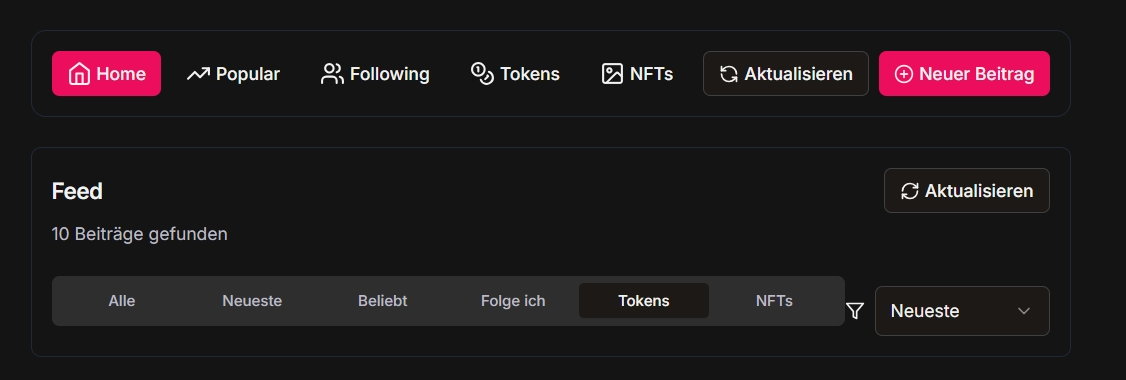 Home Popular Following Tokens NFTs Aktualisieren Neuer Beitrag
Feed Aktualisieren
10 Beiträge gefunden
Alle Neueste Beliebt Folge ich Tokens NFTs Neueste